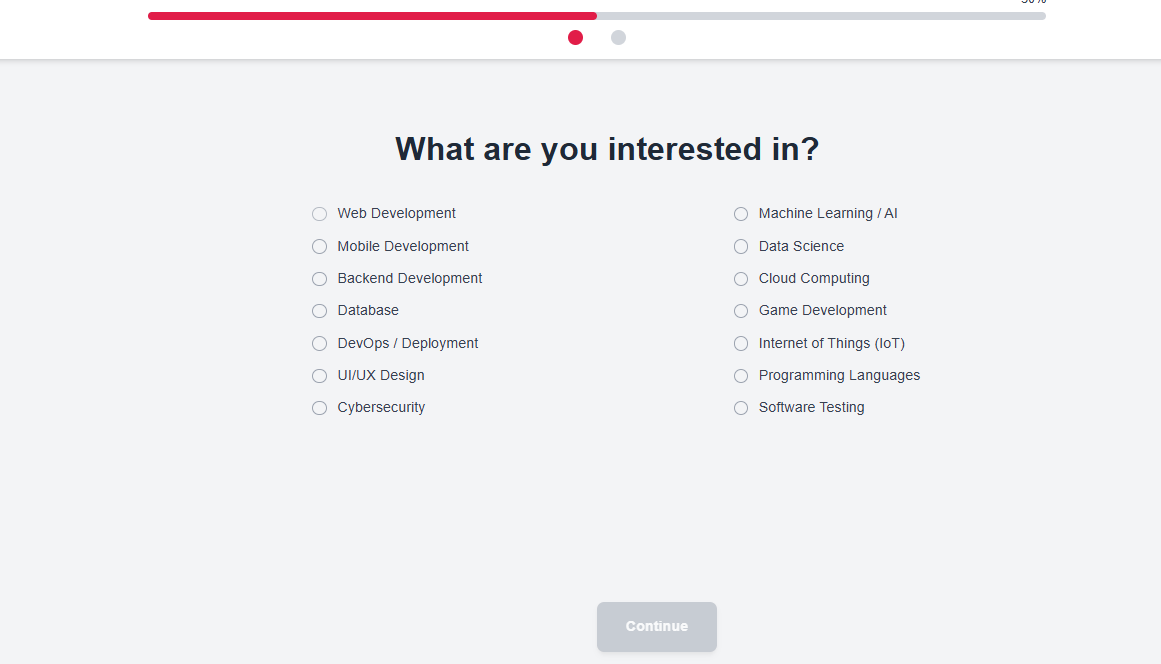 What are you interested in?
Web Development
Mobile Development
Backend Development
Database
DevOps / Deployment
UI/UX Design
Cybersecurity
Machine Learning / AI
Data Science
Cloud Computing
Game Development
Internet of Things (IoT)
Programming Languages
Software Testing
Continue